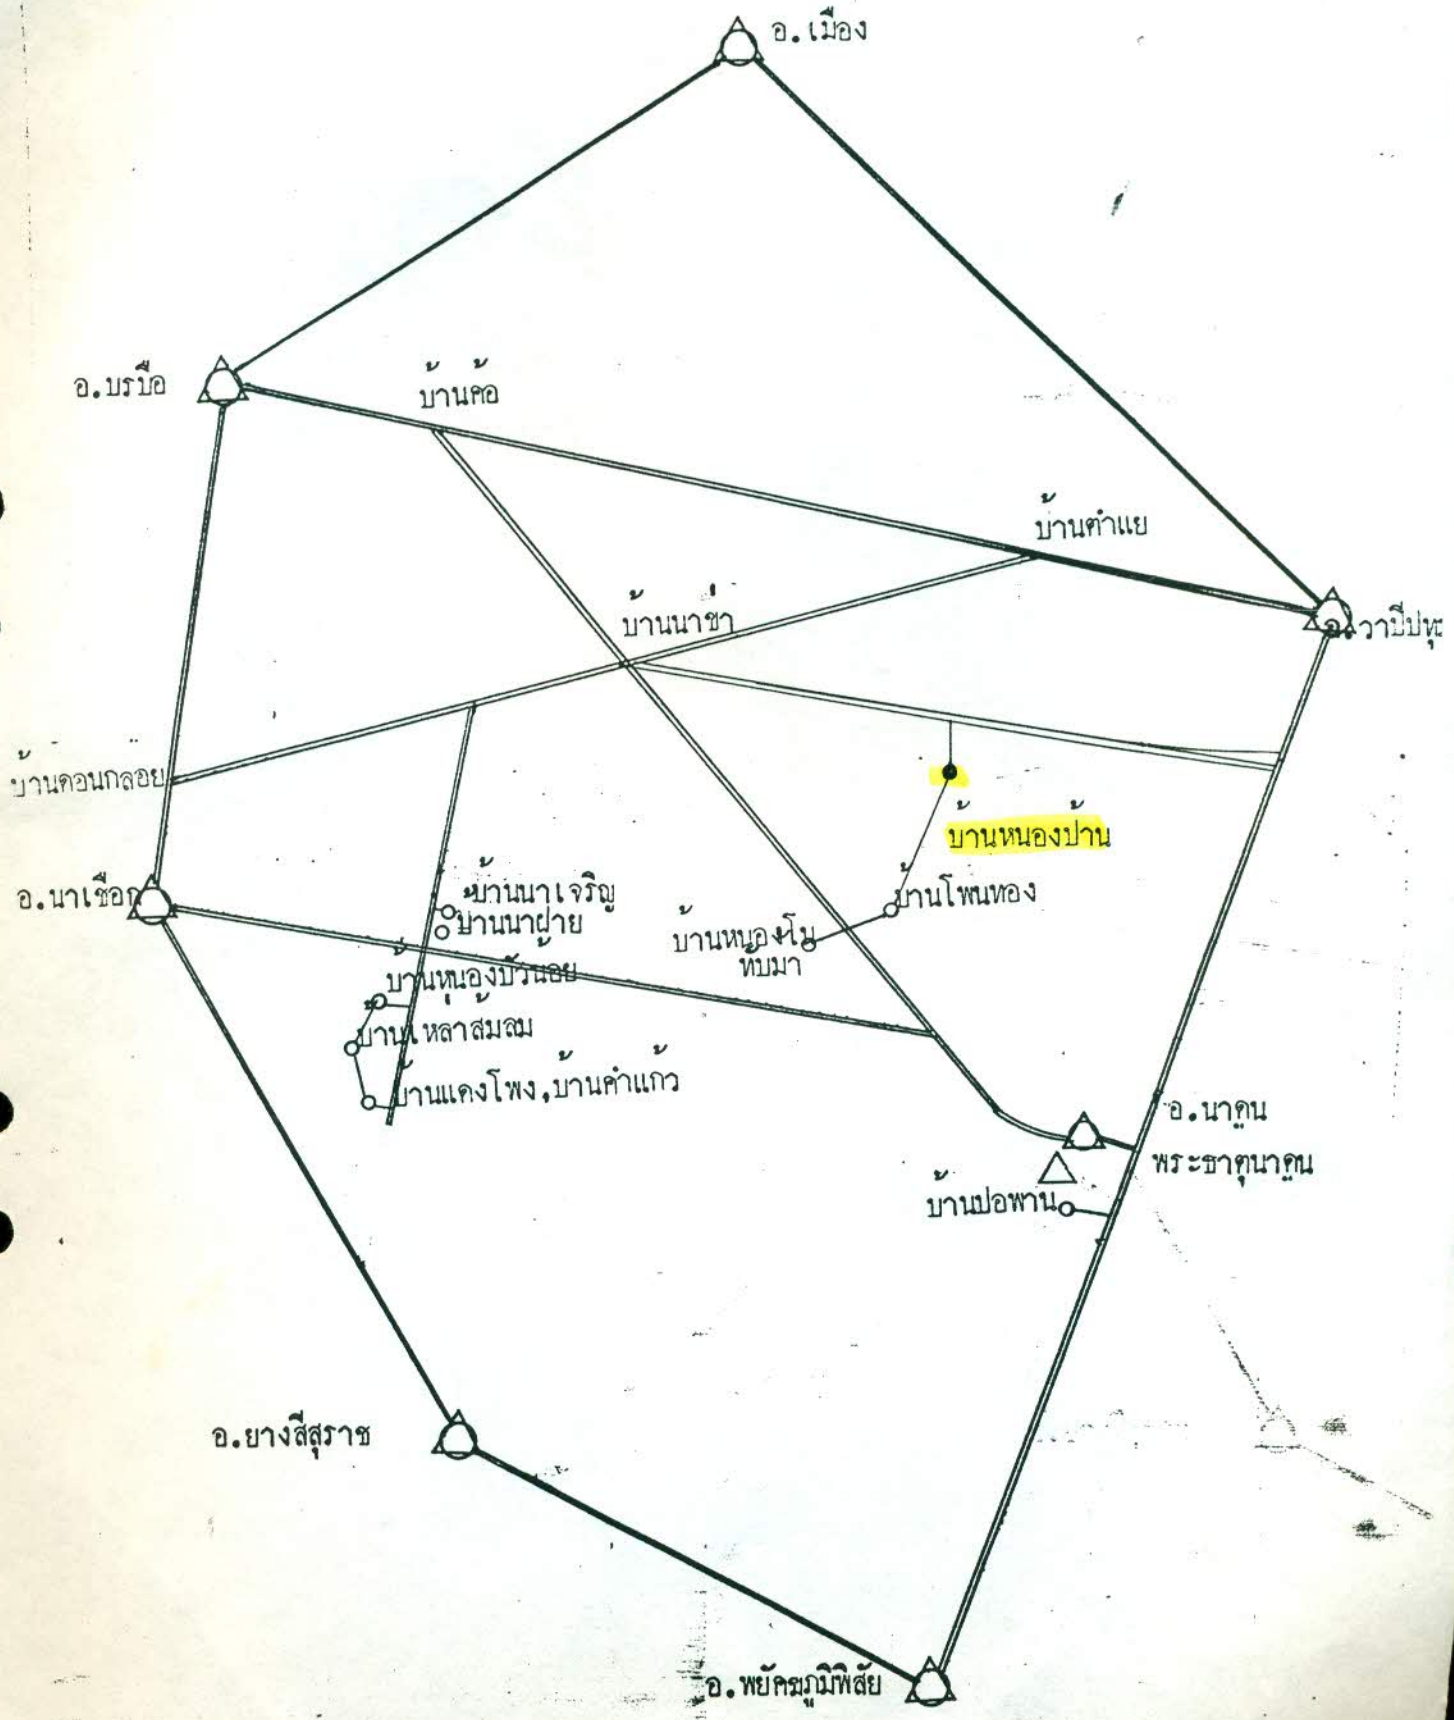 อ.เมือง
อ.บรบือ
บ้านค้อ
บ้านตำแย
บ้านนาข่า
อ.วาปีปทุ
บ้านดอนกลอย
บ้านหนองป้าน
อ.นาเชือก
บ้านนาเจริญ
บ้านนาฝาย
บ้านโพนทอง
บ้านหนองโน
ทับมา
บ้านหนองบัวน้อย
บ้านเหล่าส้มลม
บ้านแดงโพง,บ้านคำแก้ว
อ.นาดูน
พระธาตุนาดูน
บ้านปอพาน
อ.ยางสีสุราช
อ.พยัคฆภูมิพิสัย